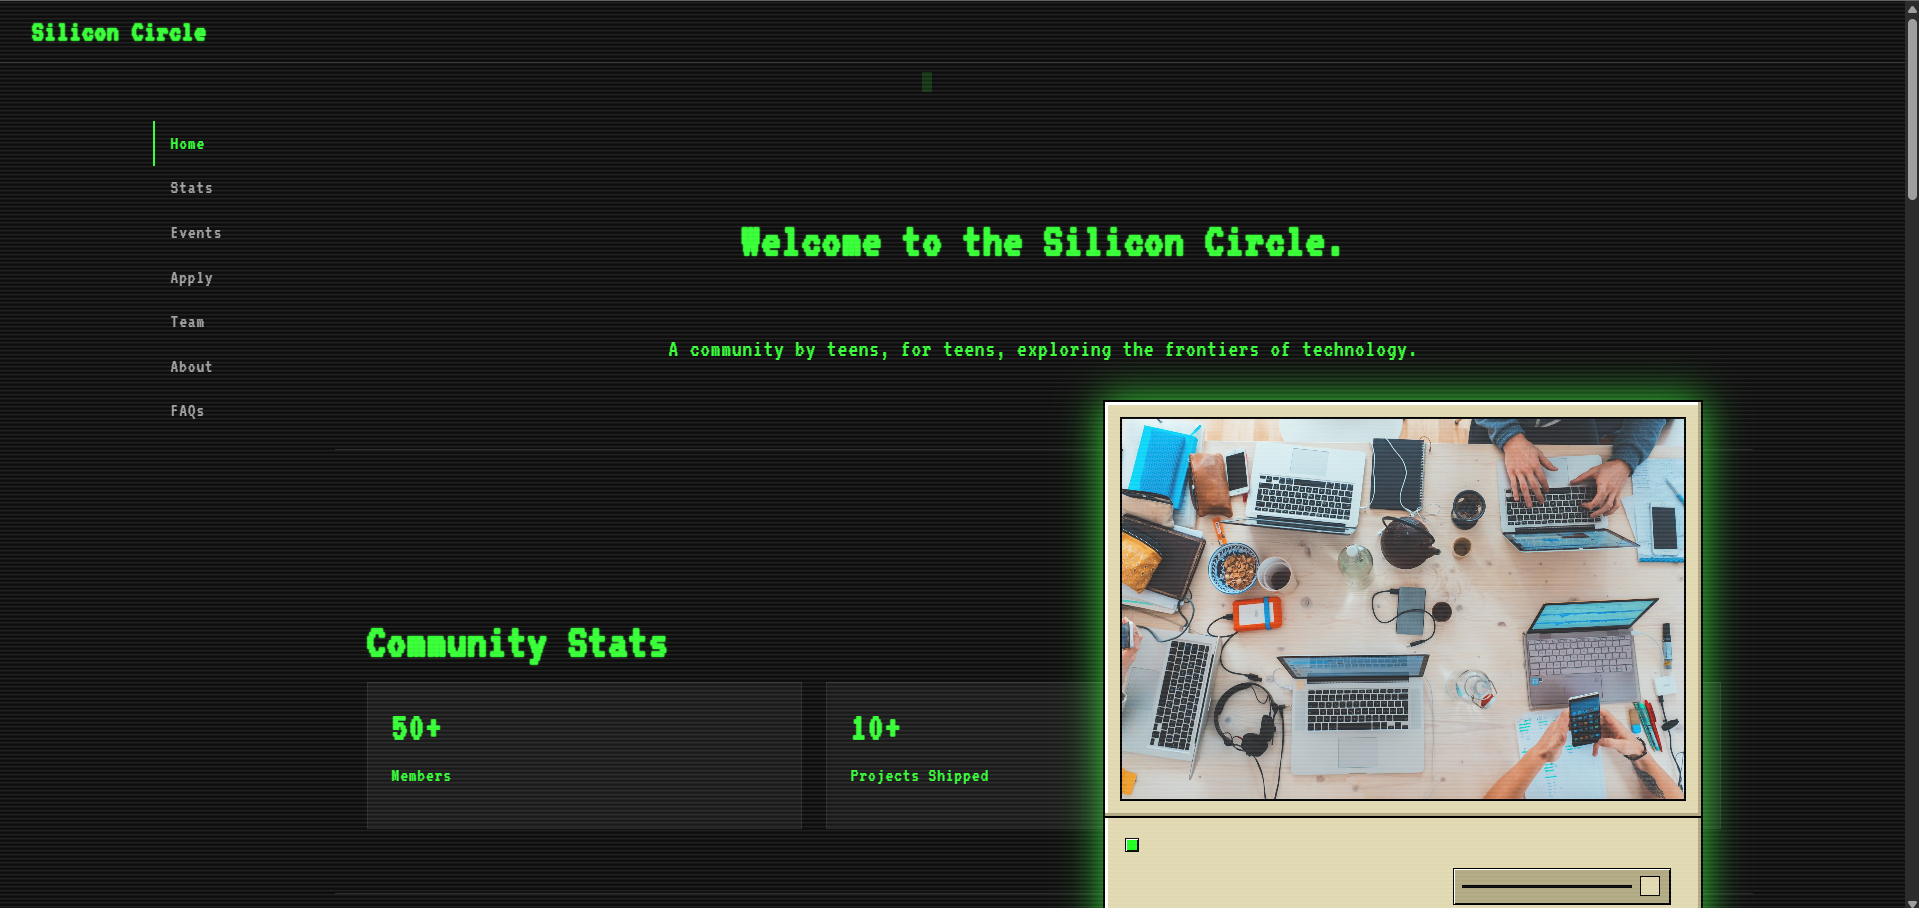 Silicon Circle
Home
Stats
Events
Apply
Team
About
FAQs
Welcome to the Silicon Circle.
A community by teens, for teens, exploring the frontiers of technology.
Community Stats
50+
Members
10+
Projects Shipped